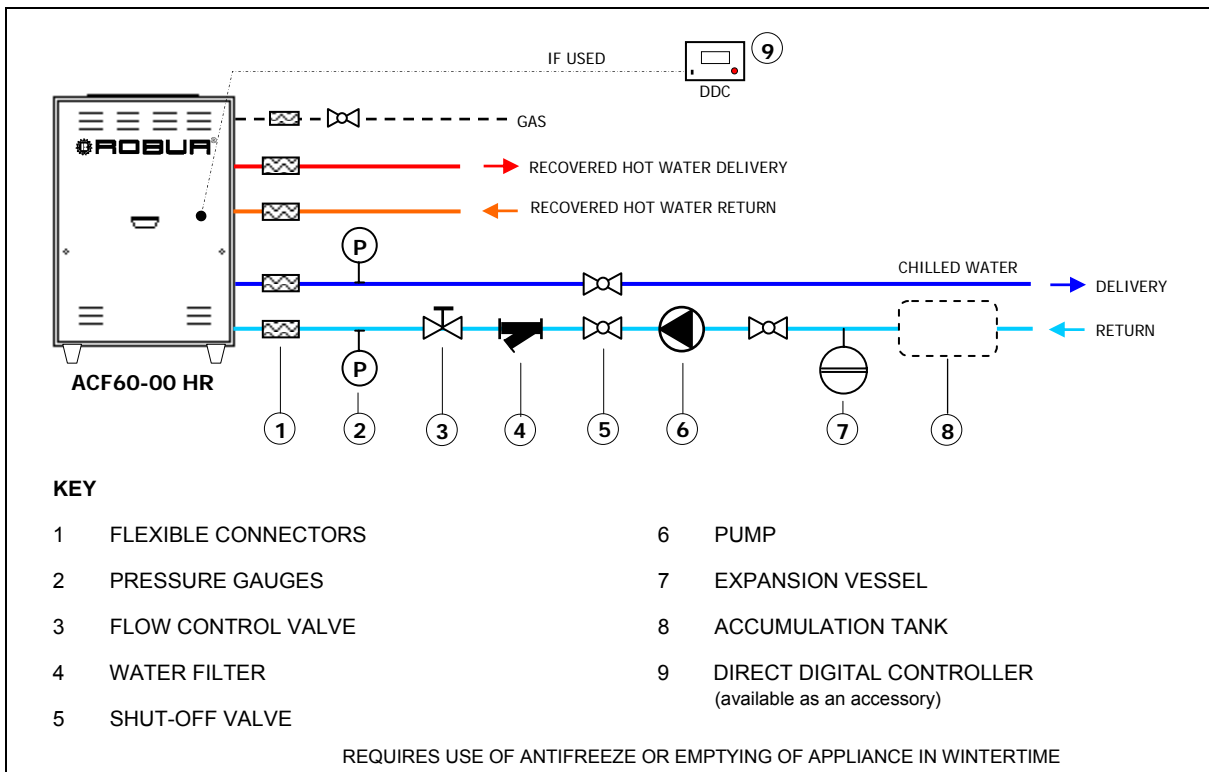 IF USED
9
DDC
GAS
ROBUR®
RECOVERED HOT WATER DELIVERY
RECOVERED HOT WATER RETURN
P
CHILLED WATER
DELIVERY
RETURN
P
ACF60-00 HR
1 2 3 4 5 6 7 8
KEY
1 FLEXIBLE CONNECTORS
2 PRESSURE GAUGES
3 FLOW CONTROL VALVE
4 WATER FILTER
5 SHUT-OFF VALVE
6 PUMP
7 EXPANSION VESSEL
8 ACCUMULATION TANK
9 DIRECT DIGITAL CONTROLLER
(available as an accessory)
REQUIRES USE OF ANTIFREEZE OR EMPTYING OF APPLIANCE IN WINTERTIME